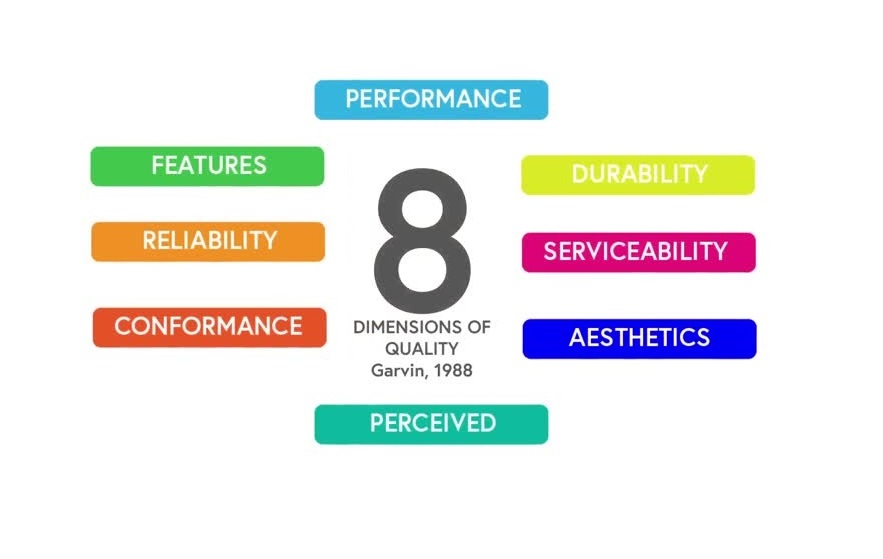 PERFORMANCE
FEATURES
DURABILITY
RELIABILITY
SERVICEABILITY
CONFORMANCE
AESTHETICS
8
DIMENSIONS OF
QUALITY
Garvin, 1988
PERCEIVED